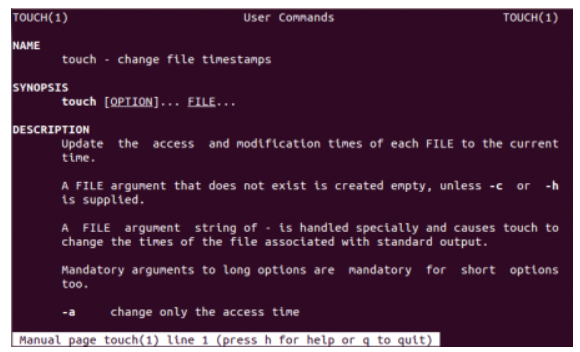 TOUCH(1) User Commands TOUCH(1)
NAME
touch - change file timestamps
SYNOPSIS
touch [OPTION]... FILE...
DESCRIPTION
Update the access and modification times of each FILE to the current
time.
A FILE argument that does not exist is created empty, unless -c or -h
is supplied.
A FILE argument string of - is handled specially and causes touch to
change the times of the file associated with standard output.
Mandatory arguments to long options are mandatory for short options
too.
-a change only the access time
Manual page touch(1) line 1 (press h for help or q to quit)